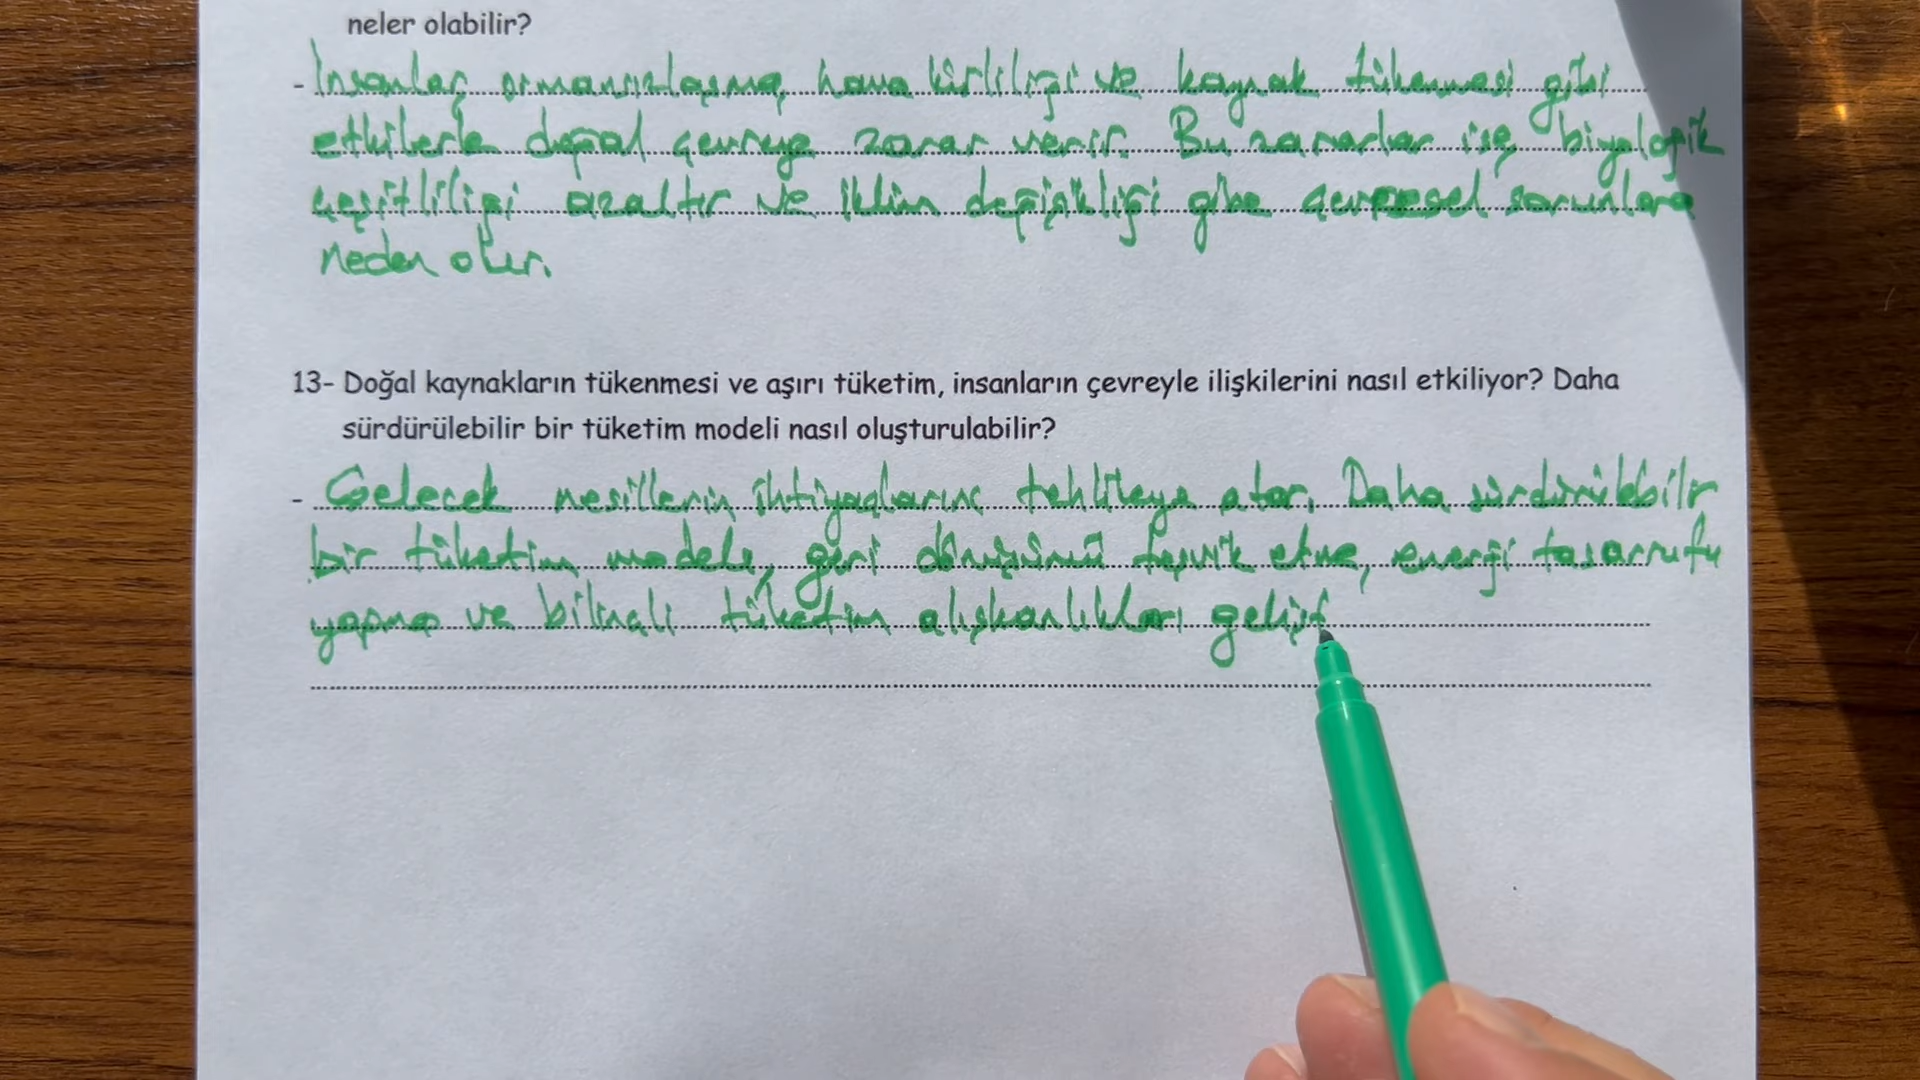 neler olabilir?
- İnsanlar, ormansızlaşma, hava kirliliği ve kaynak tükenmesi gibi
etkilerle doğal çevreye zarar verir. Bu zararlar ise, biyolojik
çeşitliliği azaltır ve iklim değişikliği gibi çevresel sorunlara
neden olur.
13- Doğal kaynakların tükenmesi ve aşırı tüketim, insanların çevreyle ilişkilerini nasıl etkiliyor? Daha
sürdürülebilir bir tüketim modeli nasıl oluşturulabilir?
- Gelecek nesillerin ihtiyaçlarını tehlikeye atar. Daha sürdürülebilir
bir tüketim modeli, geri dönüşümü teşvik etme, enerji tasarrufu
yapma ve bilinçli tüketim alışkanlıkları gelişt